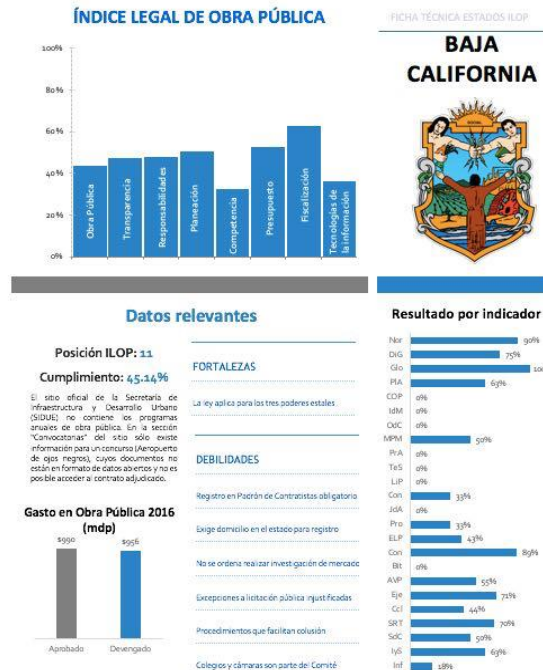 ÍNDICE LEGAL DE OBRA PÚBLICA
100%
80%
60%
40%
20%
0%
Obra Pública
Transparencia
Responsabilidades
Planeación
Competencia
Presupuesto
Fiscalización
Tecnologías de
la información
FICHA TÉCNICA ESTADOS ILOP
BAJA
CALIFORNIA
Datos relevantes
Posición ILOP: 11
Cumplimiento: 45.14%
El sitio oficial de la Secretaría de
Infraestructura y Desarrollo Urbano
(SIDUE) no contiene los programas
anuales de obra pública. En la sección
"Convocatorias" del sitio sólo existe
información para un concurso (Aeropuerto
de ojos negros), cuyos documentos no
están en formato de datos abiertos y no es
posible acceder al contrato adjudicado.
Gasto en Obra Pública 2016
(mdp)
$990
$956
Aprobado
Devengado
FORTALEZAS
La ley aplica para los tres poderes estales
DEBILIDADES
Registro en Padrón de Contratistas obligatorio
Exige domicilio en el estado para registro
No se ordena realizar investigación de mercado
Excepciones a licitación pública injustificadas
Procedimientos que facilitan colusión
Colegios y cámaras son parte del Comité
Resultado por indicador
Nor 90%
DiG 75%
Glo 100
PlA 63%
COP 0%
IdM 0%
OdC 0%
MPM 50%
PrA 0%
TeS 0%
LiP 0%
Con 33%
JdA 0%
Pro 33%
ELP 43%
Con 89%
Bit 0%
AVP 55%
Eje 71%
Ccl 44%
SRT 70%
SdC 50%
IyS 63%
Inf 18%